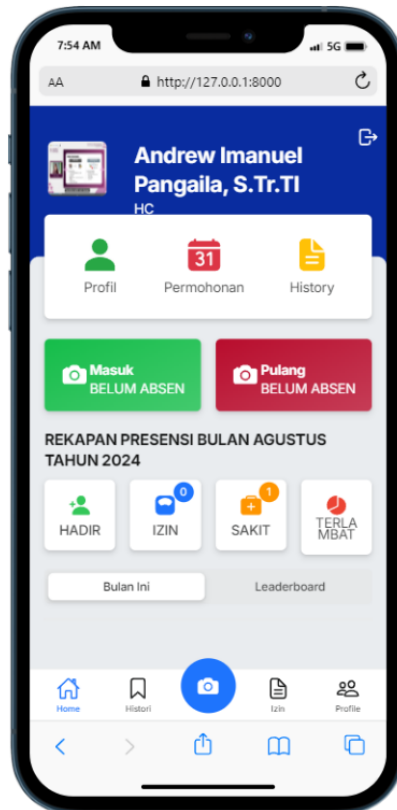 7:54 AM
5G
AA
http://127.0.0.1:8000
Andrew Imanuel
Pangaila, S.Tr.TI
HC
31
Profil
Permohonan
History
Masuk
BELUM ABSEN
Pulang
BELUM ABSEN
REKAPAN PRESENSI BULAN AGUSTUS
TAHUN 2024
0
1
HADIR
IZIN
SAKIT
TERLA
MBAT
Bulan Ini
Leaderboard
Home
Histori
Izin
Profile